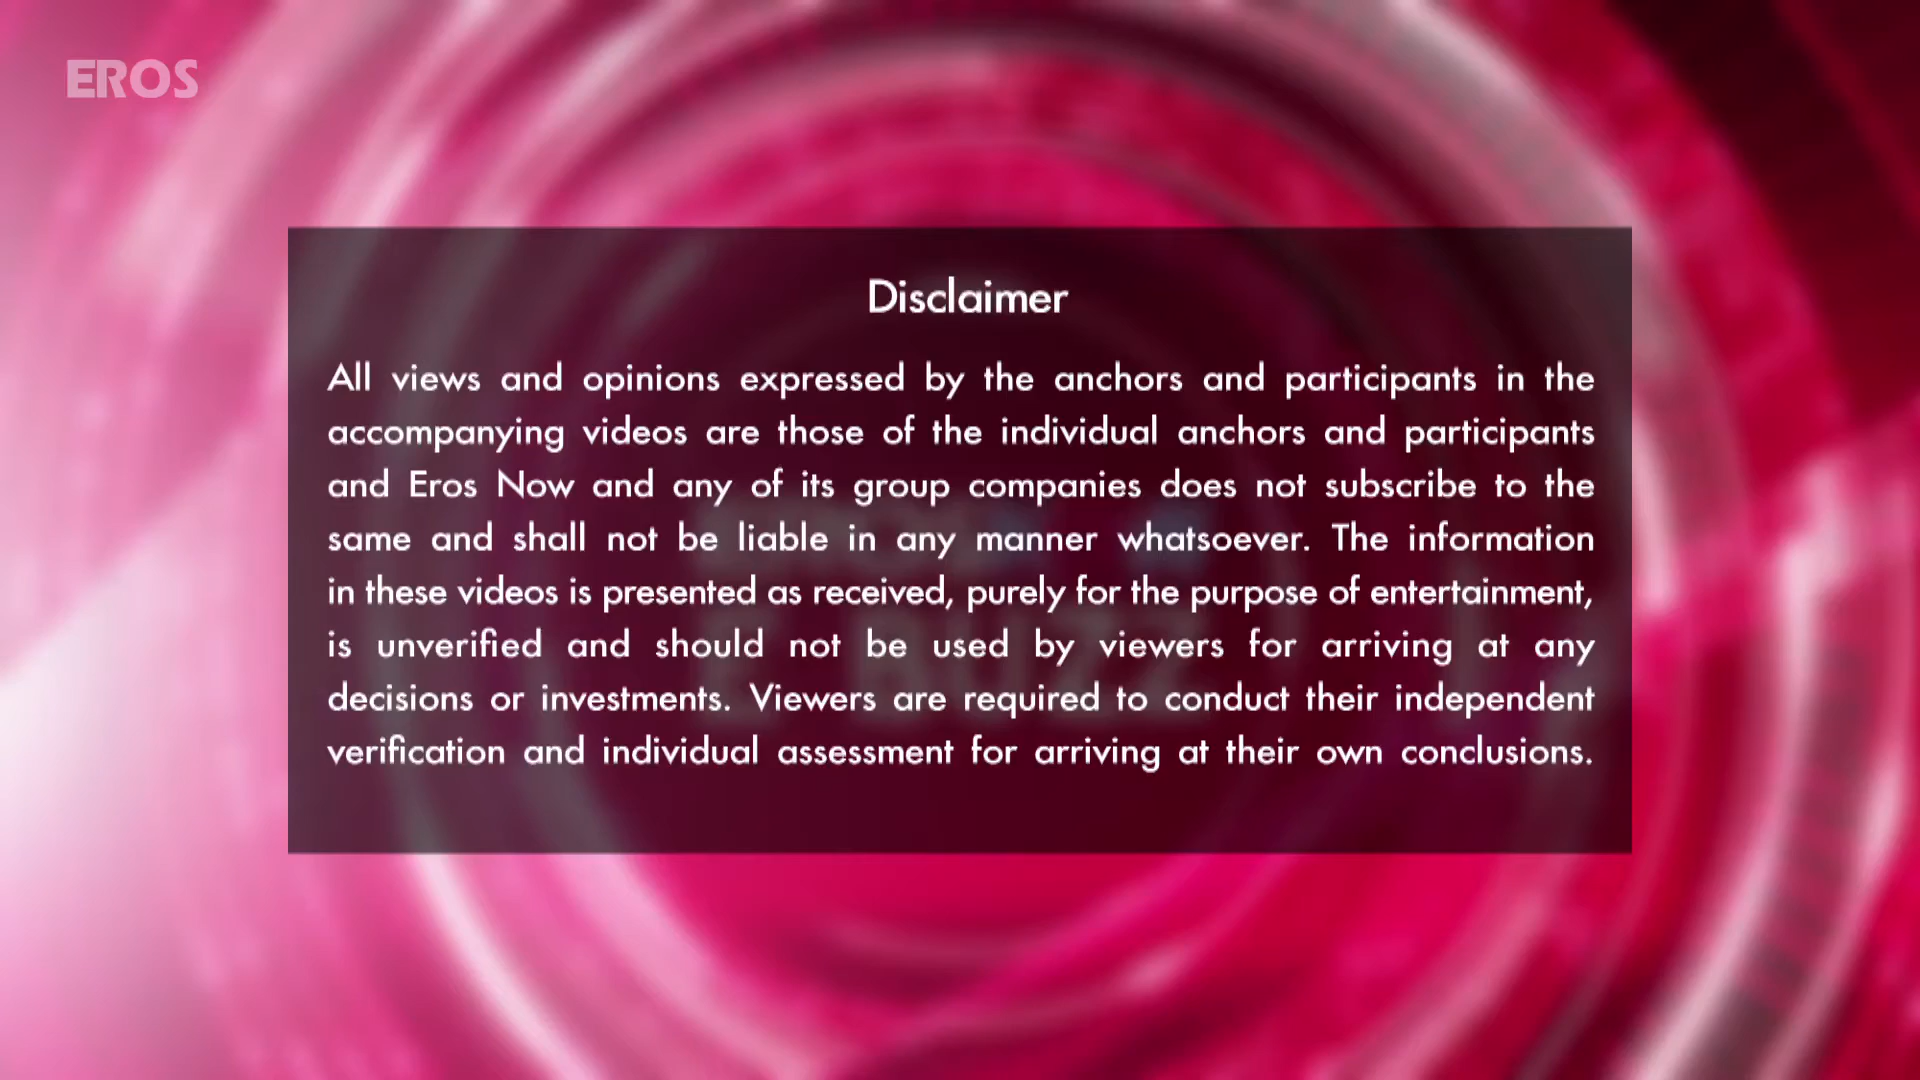 EROS
Disclaimer
All views and opinions expressed by the anchors and participants in the
accompanying videos are those of the individual anchors and participants
and Eros Now and any of its group companies does not subscribe to the
same and shall not be liable in any manner whatsoever. The information
in these videos is presented as received, purely for the purpose of entertainment,
is unverified and should not be used by viewers for arriving at any
decisions or investments. Viewers are required to conduct their independent
verification and individual assessment for arriving at their own conclusions.